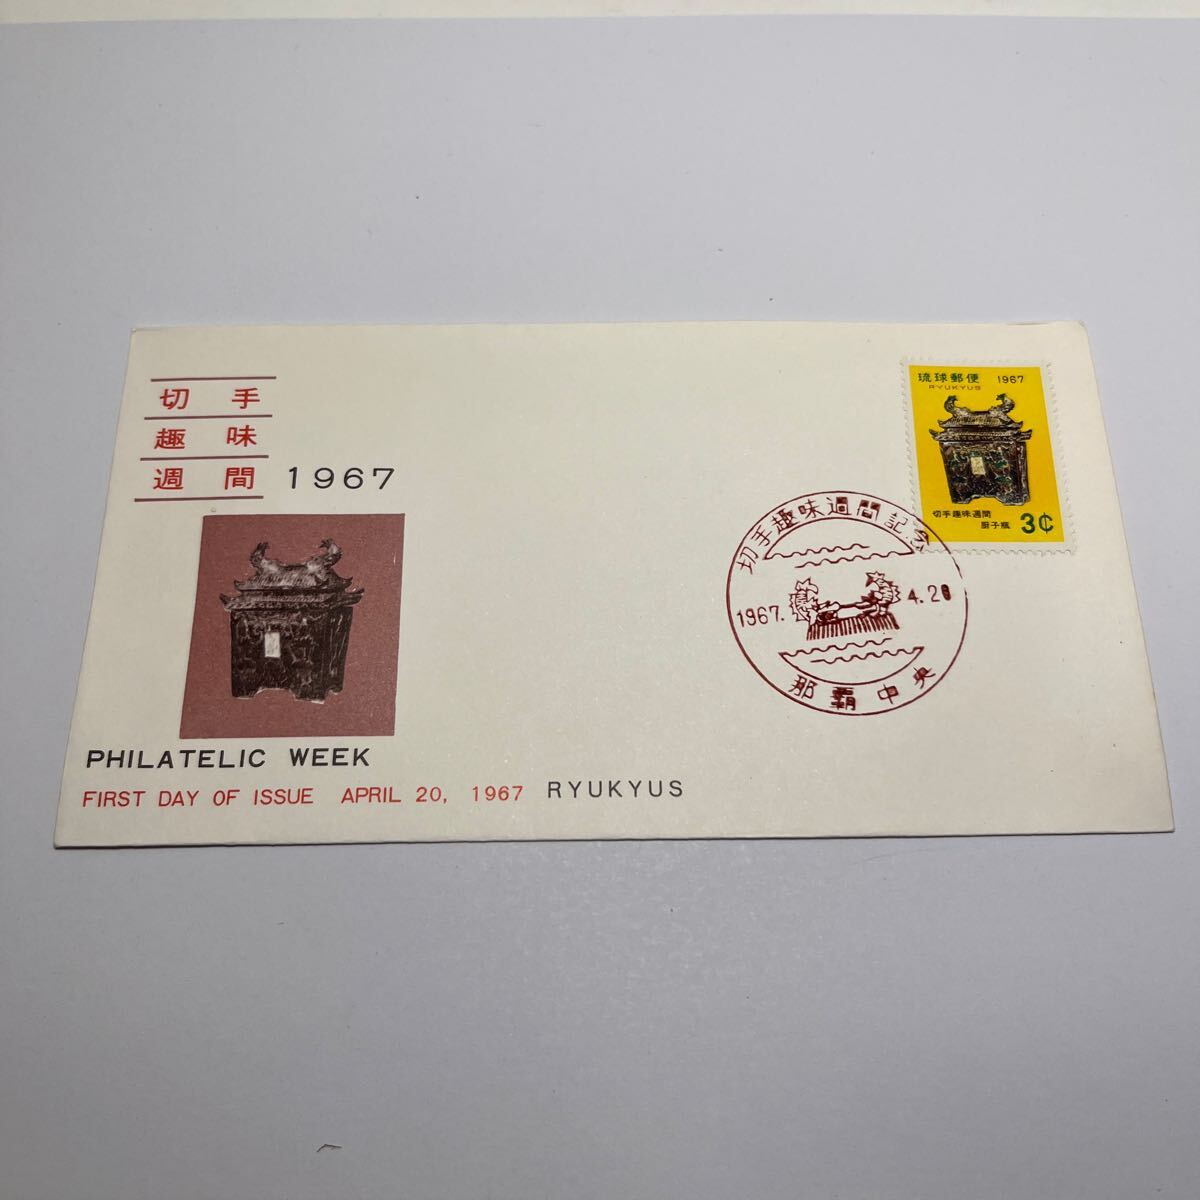 切手
趣味
週間 1967
PHILATELIC WEEK
FIRST DAY OF ISSUE APRIL 20, 1967 RYUKYUS
琉球郵便 1967
RYUKYUS
切手趣味週間
厨子瓶 3¢
切手趣味週間記念
1967. 4.20
那覇中央